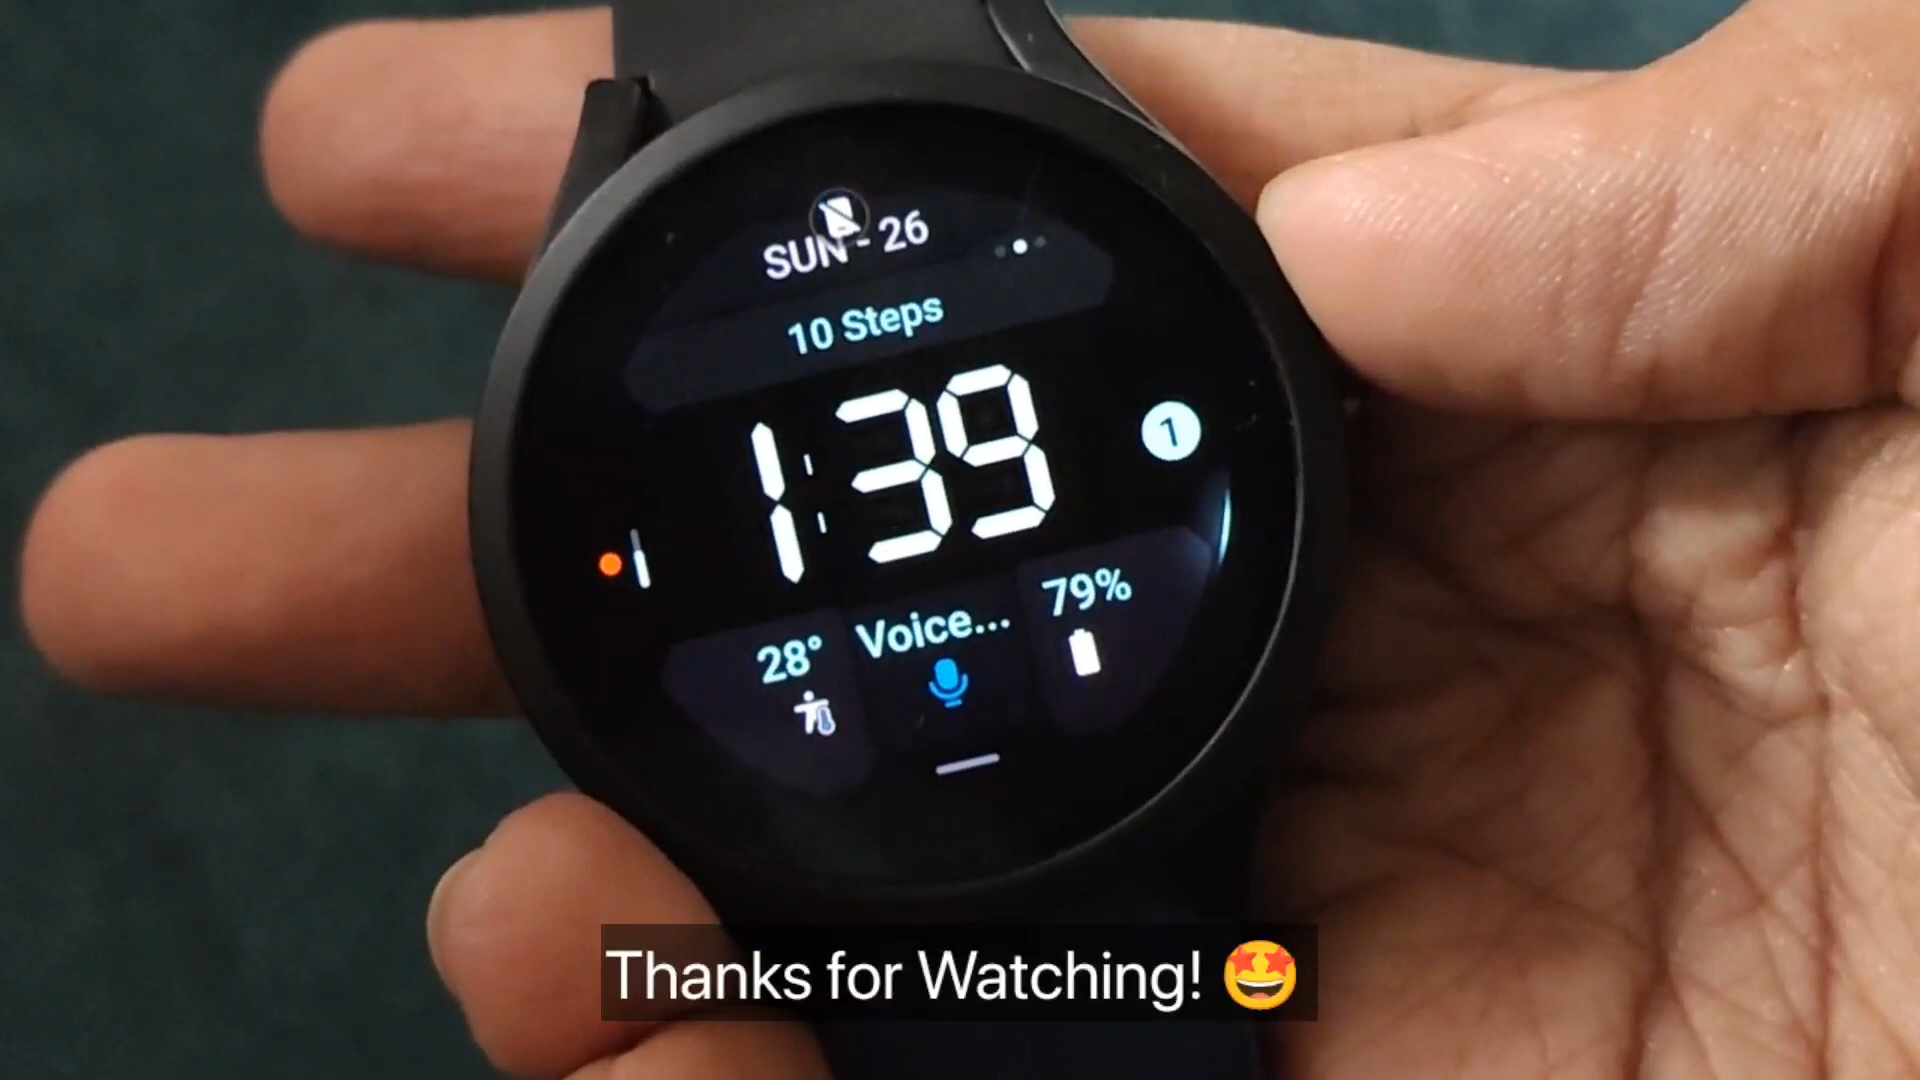 SUN - 26
10 Steps
1:39
1
28°
Voice...
79%
Thanks for Watching! 🤩